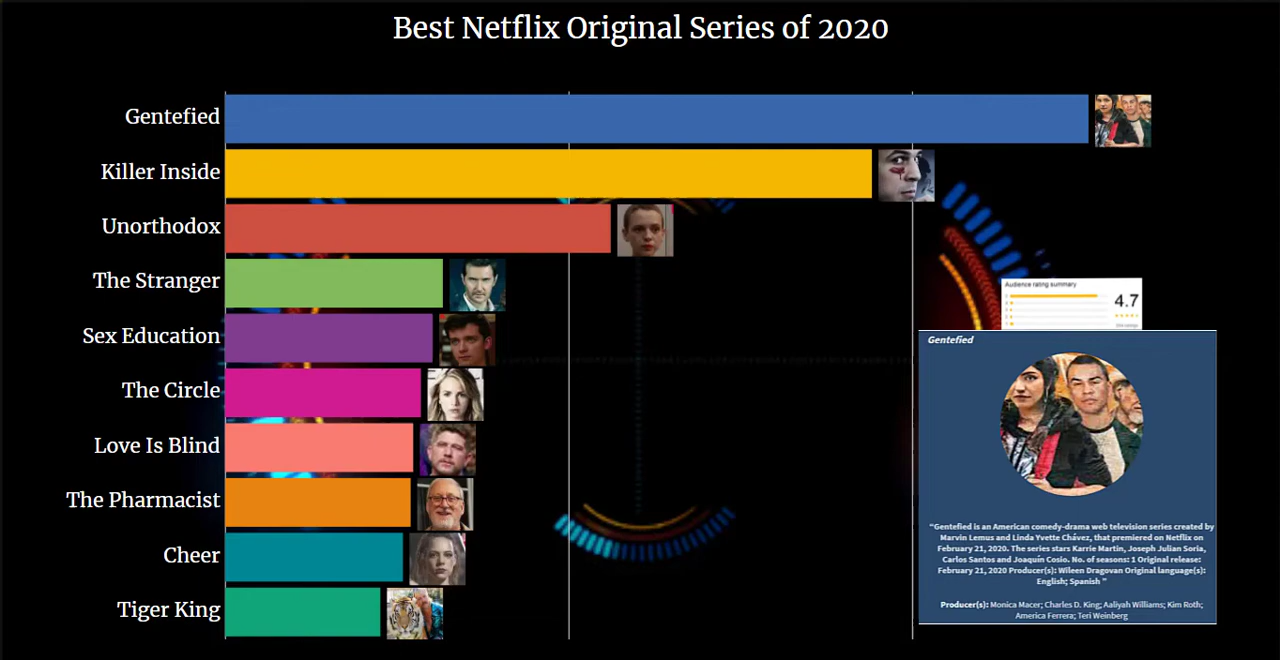 Best Netflix Original Series of 2020
Gentefied
Killer Inside
Unorthodox
The Stranger
Sex Education
The Circle
Love Is Blind
The Pharmacist
Cheer
Tiger King
Audience rating summary
4.7
Gentefied
“Gentefied is an American comedy-drama web television series created by
Marvin Lemus and Linda Yvette Chávez, that premiered on Netflix on
February 21, 2020. The series stars Karrie Martin, Joseph Julian Soria,
Carlos Santos and Joaquín Cosio. No. of seasons: 1 Original release:
February 21, 2020 Producer(s): Wileen Dragovan Original language(s):
English; Spanish ”
Producer(s): Monica Macer; Charles D. King; Aaliyah Williams; Kim Roth;
America Ferrera; Teri Weinberg